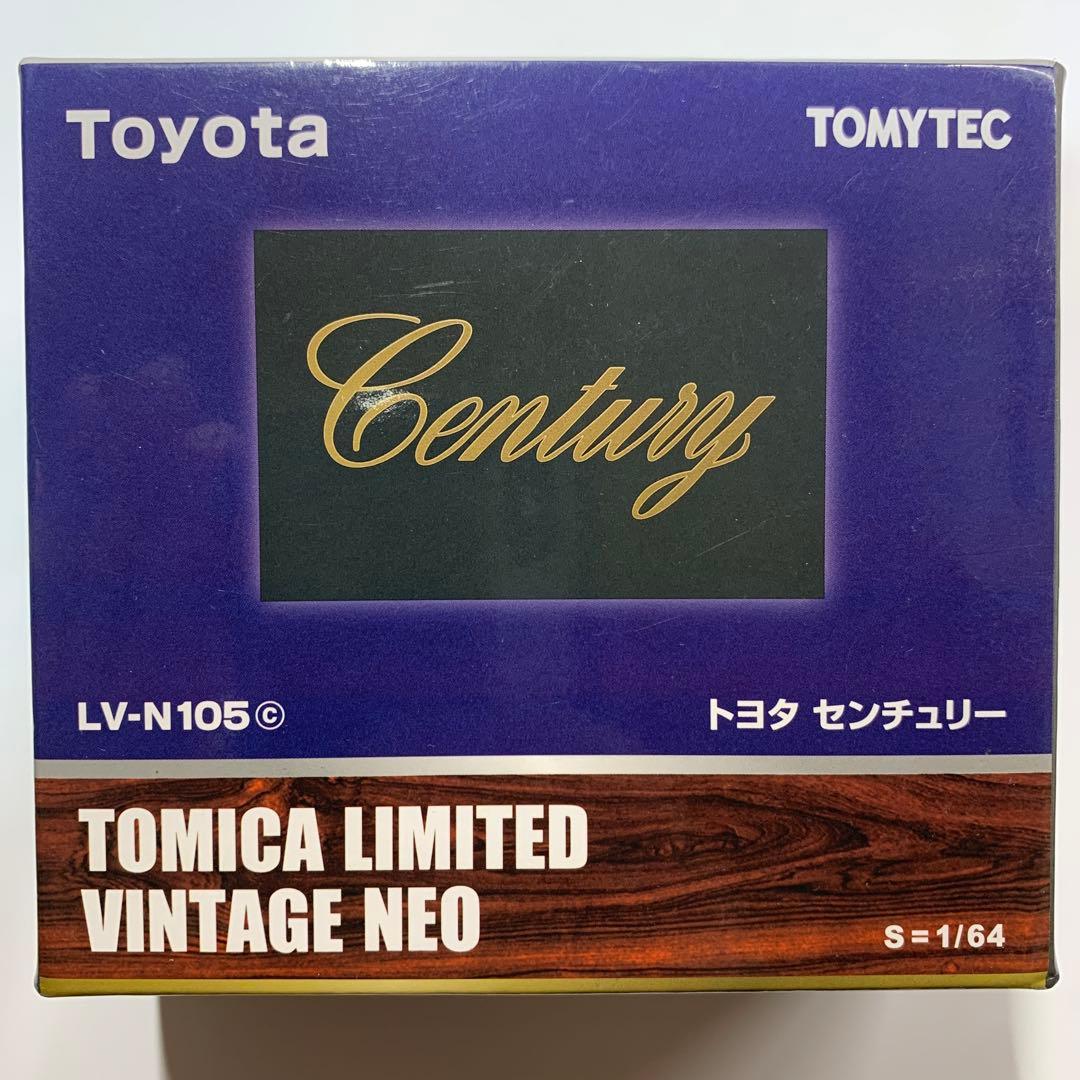 Toyota
TOMYTEC
Century
LV-N105ⓒ
トヨタ センチュリー
TOMICA LIMITED
VINTAGE NEO
S=1/64